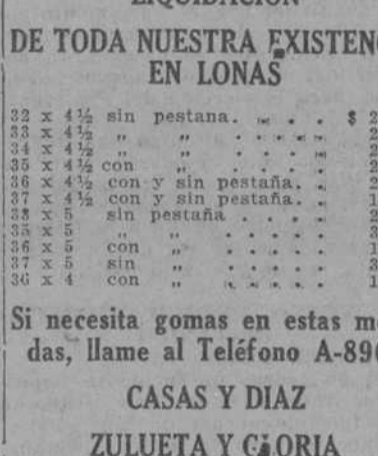 LIQUIDACION
DE TODA NUESTRA EXISTEN
EN LONAS
32 x 4½ sin pestana. . . . $ 2
33 x 4½ „ „ . . . . . 2
34 x 4½ „ „ . . . . 2
35 x 4½ con „ . . . . 2
36 x 4½ con y sin pestaña. . 2
37 x 4½ con y sin pestaña. . 1
38 x 5 sin pestaña . . . . 2
35 x 5 „ „ . . . . . 3
36 x 5 con „ . . . . . 1
37 x 5 sin „ . . . . . 3
36 x 4 con „ . . . . . 1
Si necesita gomas en estas m
das, llame al Teléfono A-89
CASAS Y DIAZ
ZULUETA Y GLORIA